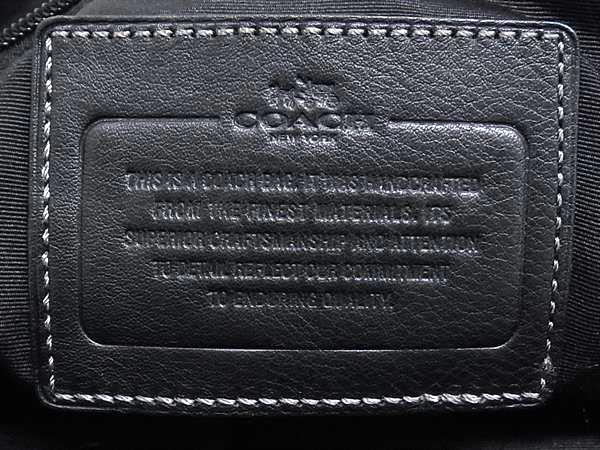 COACH
NEW YORK
THIS IS A COACH BAG. IT WAS HANDCRAFTED
FROM THE FINEST MATERIALS. ITS
SUPERIOR CRAFTSMANSHIP AND ATTENTION
TO DETAIL REFLECT OUR COMMITMENT
TO ENDURING QUALITY.